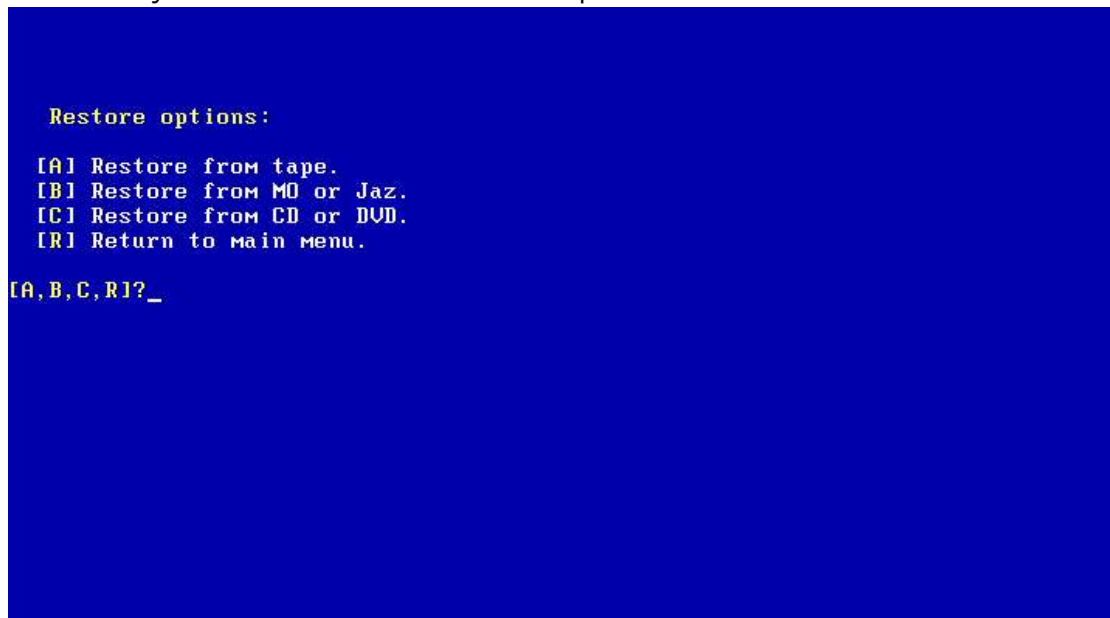 Restore options:
[A] Restore from tape.
[B] Restore from MO or Jaz.
[C] Restore from CD or DVD.
[R] Return to main menu.
[A,B,C,R]?_